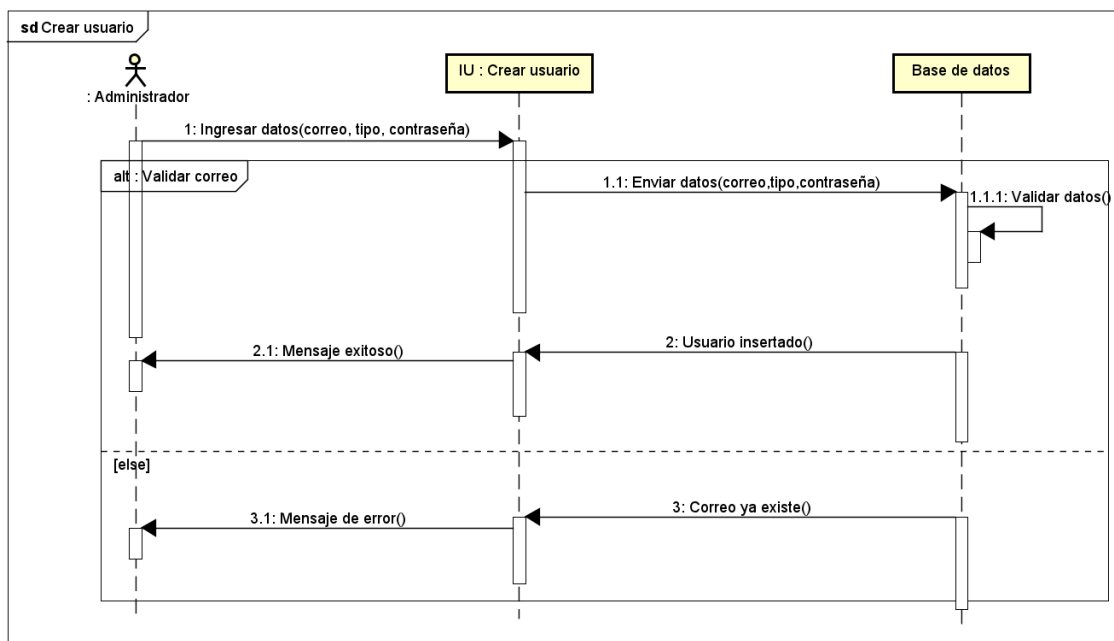 sd Crear usuario
: Administrador
IU : Crear usuario
Base de datos
1: Ingresar datos(correo, tipo, contraseña)
alt : Validar correo
1.1: Enviar datos(correo,tipo,contraseña)
1.1.1: Validar datos()
2: Usuario insertado()
2.1: Mensaje exitoso()
[else]
3: Correo ya existe()
3.1: Mensaje de error()